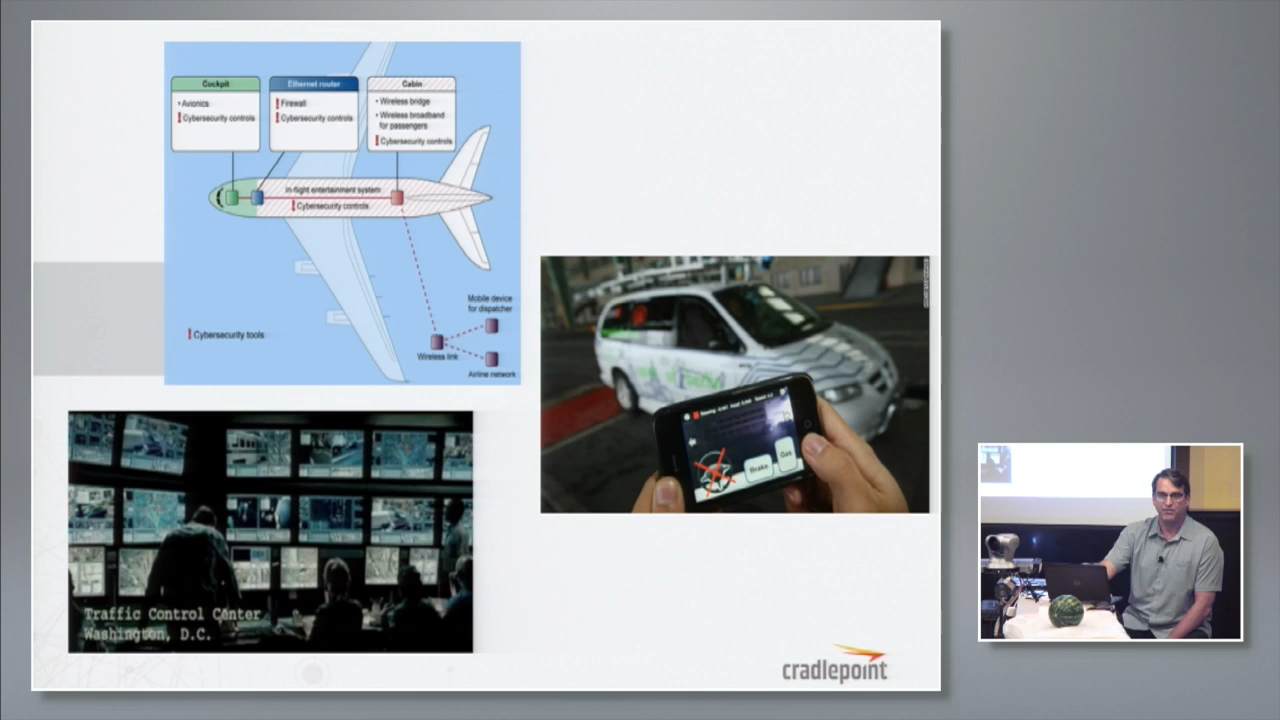 Cockpit
• Avionics
! Cybersecurity controls
Ethernet router
! Firewall
! Cybersecurity controls
Cabin
• Wireless bridge
• Wireless broadband
for passengers
! Cybersecurity controls
In-flight entertainment system
! Cybersecurity controls
! Cybersecurity tools
Mobile device
for dispatcher
Wireless link
Airline network
Brake
Gas
Traffic Control Center
Washington, D.C.
cradlepoint